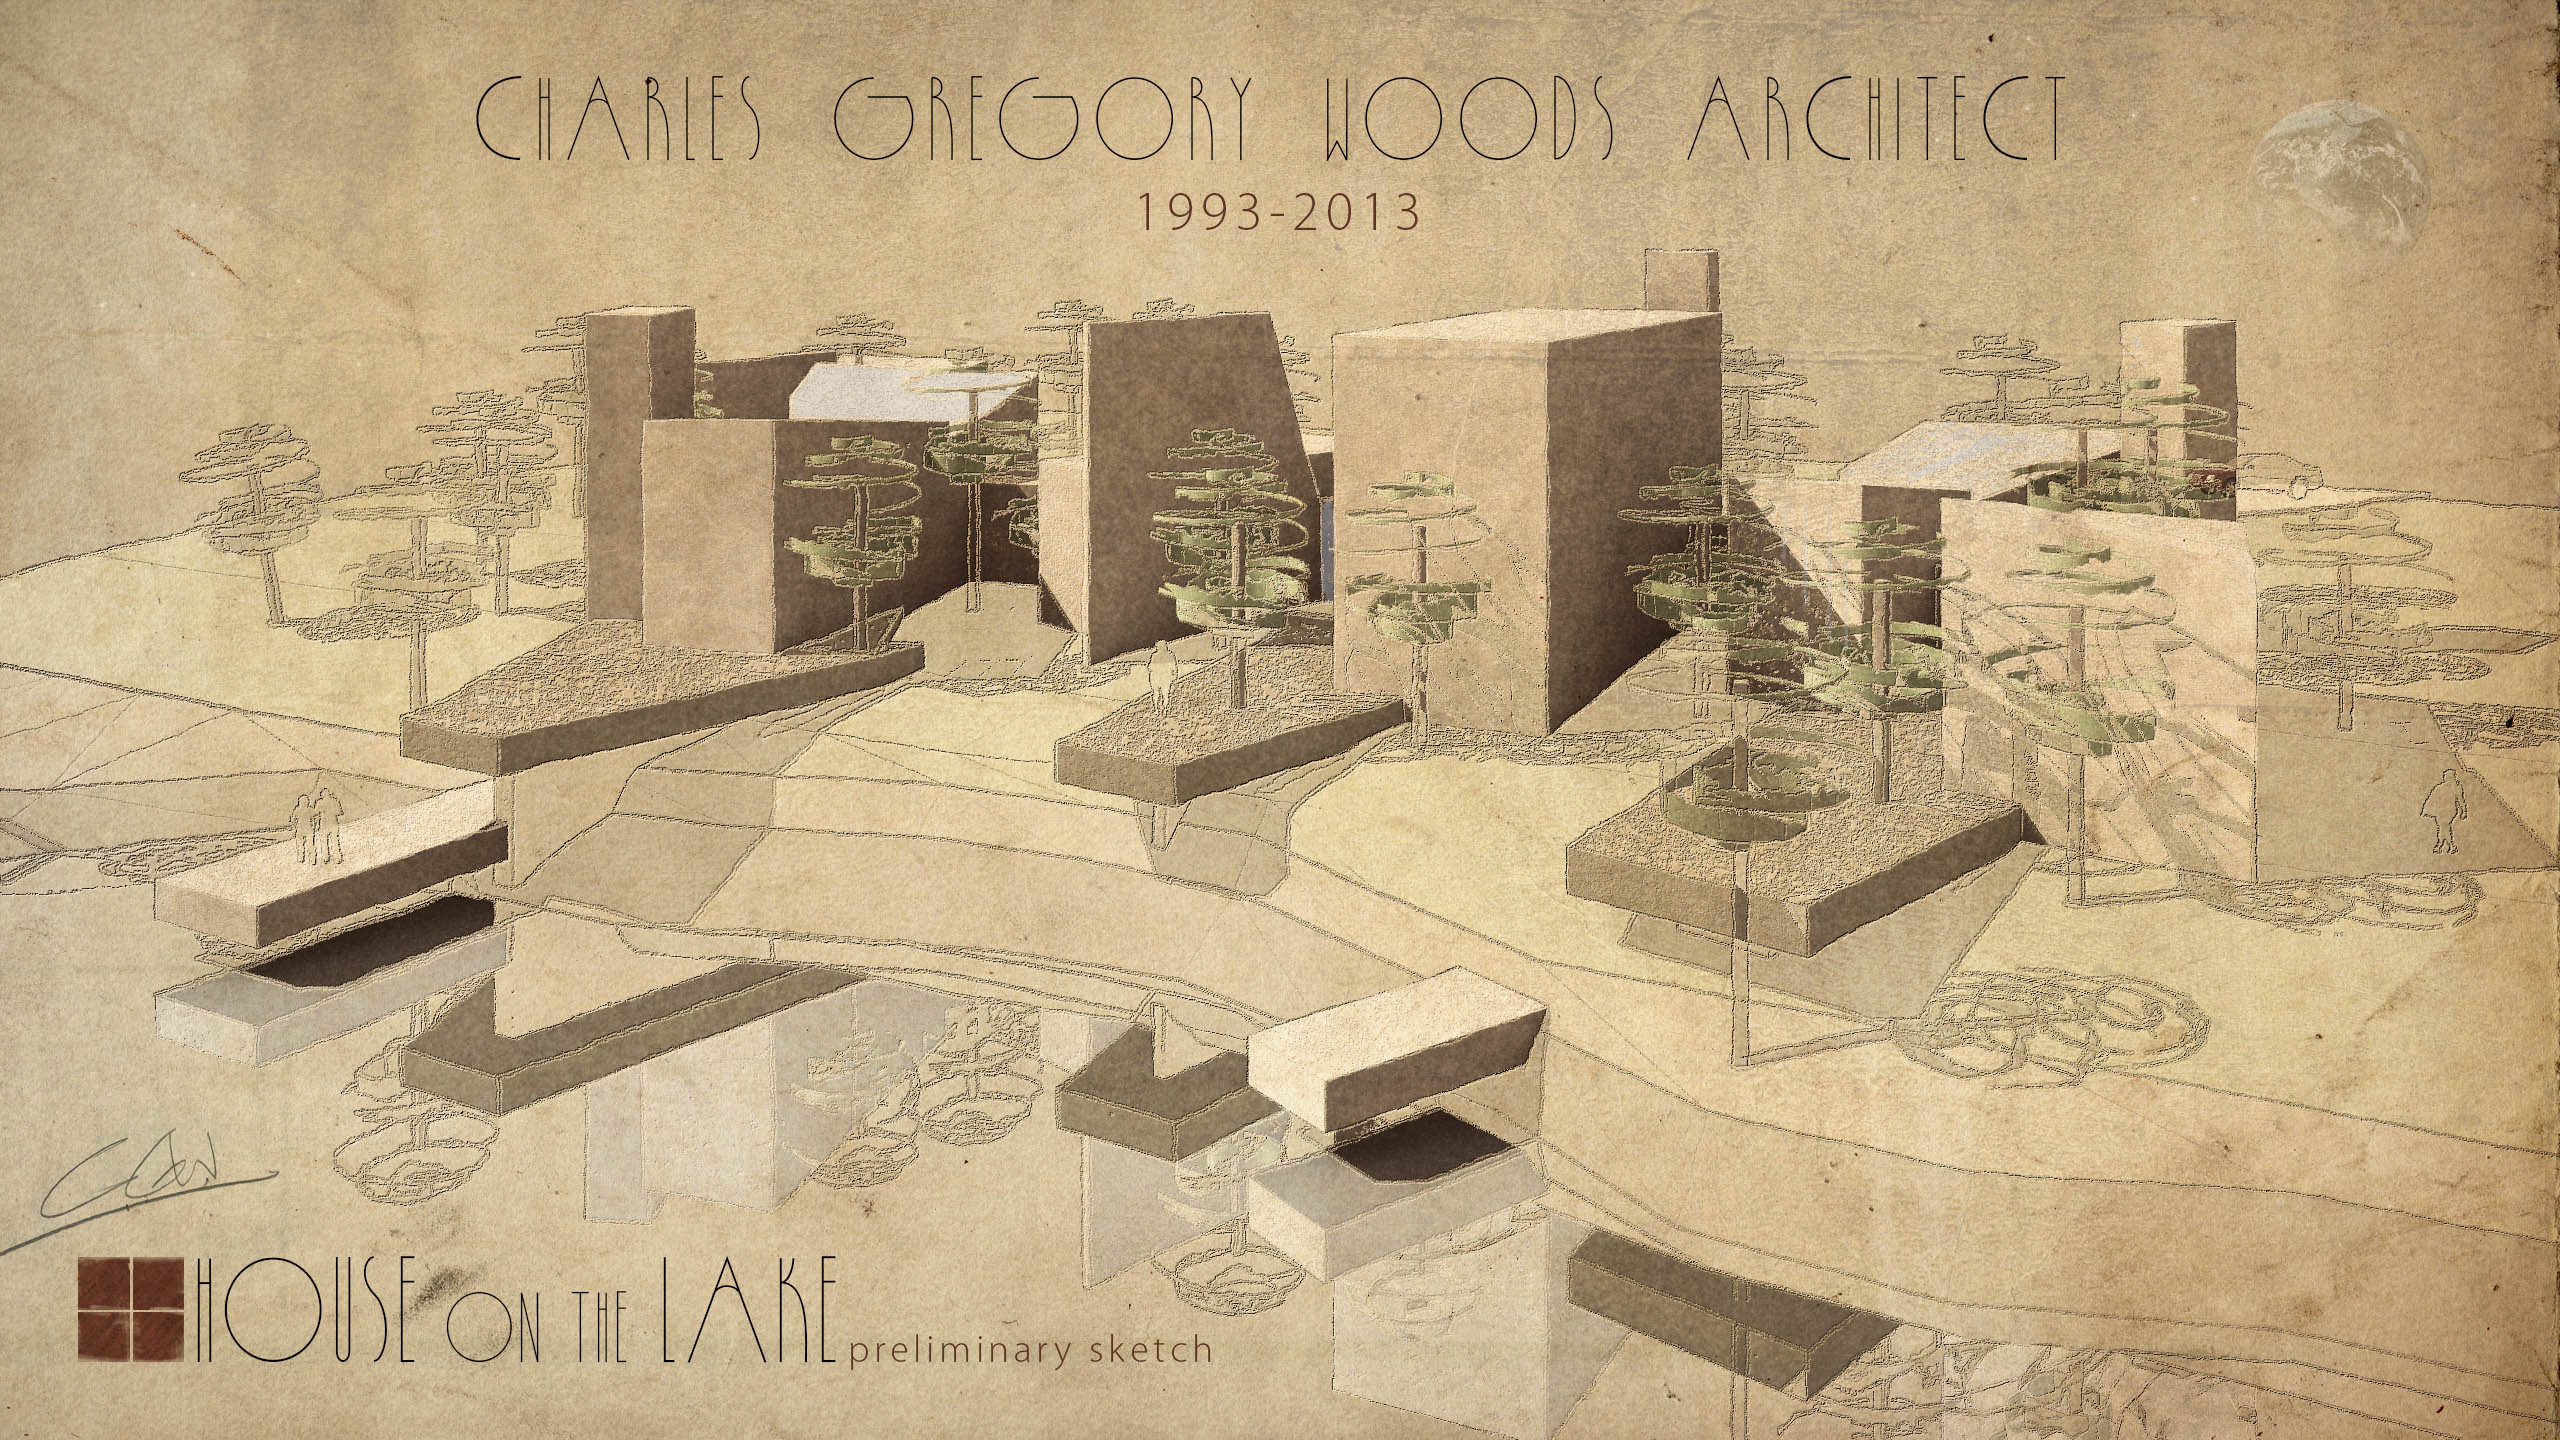 CHARLES GREGORY WOODS ARCHITECT
1993-2013
HOUSE ON THE LAKE preliminary sketch